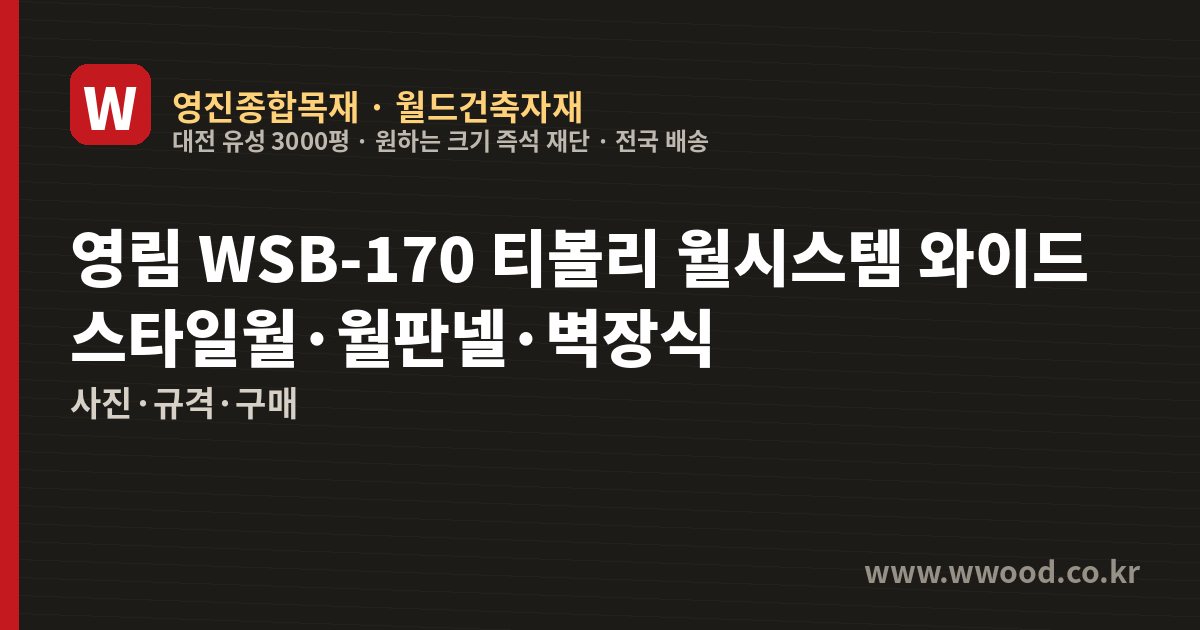 W
영진종합목재 · 월드건축자재
대전 유성 3000평 · 원하는 크기 즉석 재단 · 전국 배송
영림 WSB-170 티볼리 월시스템 와이드
스타일월·월판넬·벽장식
사진·규격·구매
www.wwood.co.kr